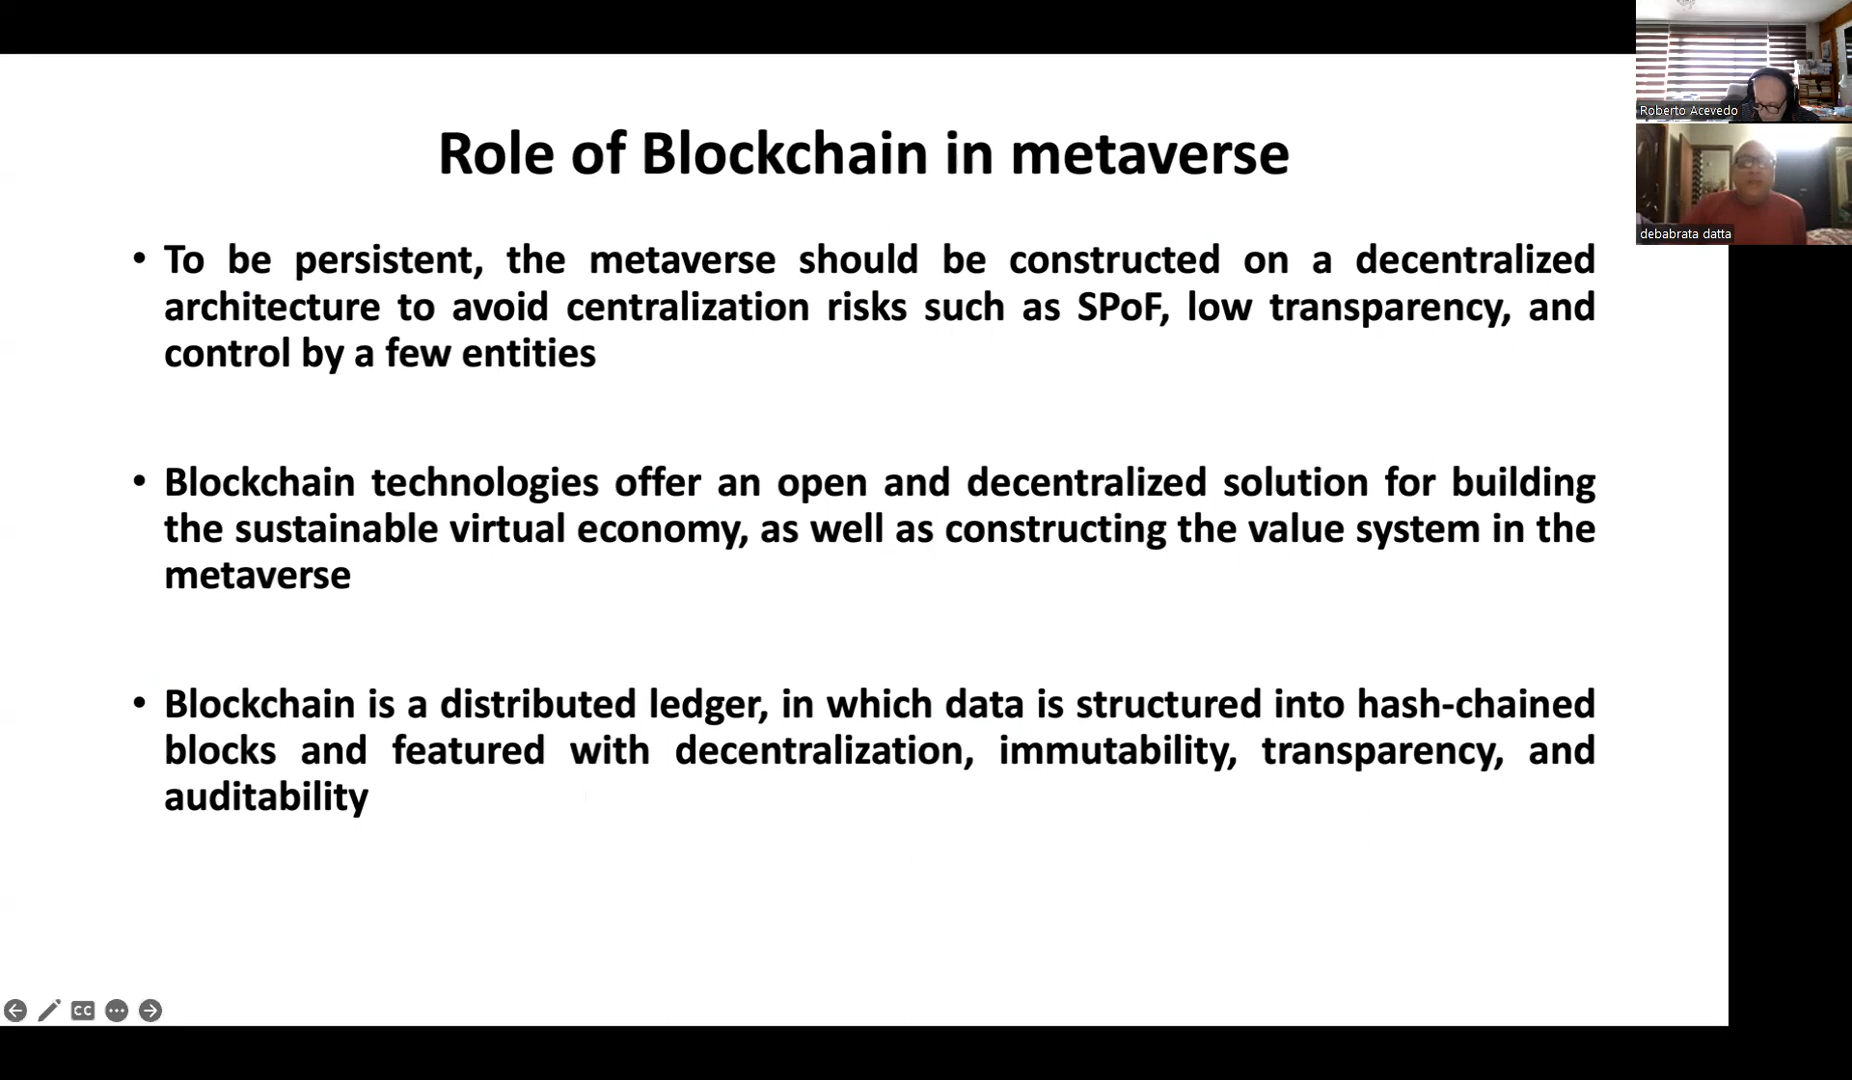 Role of Blockchain in metaverse
• To be persistent, the metaverse should be constructed on a decentralized
architecture to avoid centralization risks such as SPoF, low transparency, and
control by a few entities
• Blockchain technologies offer an open and decentralized solution for building
the sustainable virtual economy, as well as constructing the value system in the
metaverse
• Blockchain is a distributed ledger, in which data is structured into hash-chained
blocks and featured with decentralization, immutability, transparency, and
auditability
Roberto Acevedo
debabrata datta
CC